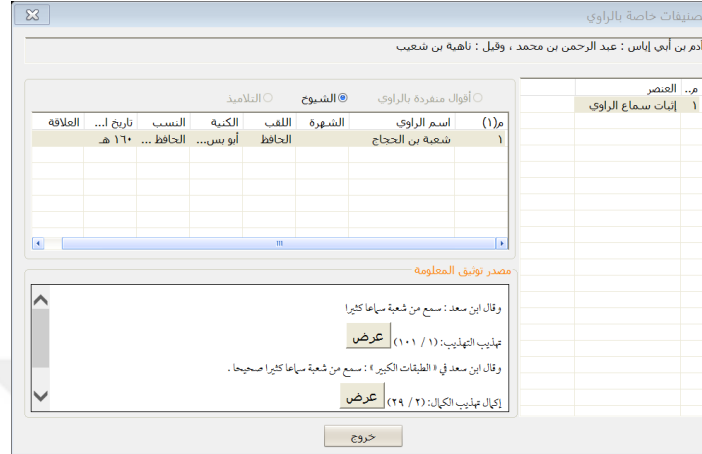 تصنيفات خاصة بالراوي
آدم بن أبي إياس : عبد الرحمن بن محمد ، وقيل : ناهية بن شعيب
م.. العنصر
١ إثبات سماع الراوي
أقوال منفردة بالراوي الشيوخ التلاميذ
م(١) اسم الراوي الشهرة اللقب الكنية النسب تاريخ ا... العلاقة
١ شعبة بن الحجاج الحافظ أبو بس... الحافظ ... ١٦٠ هـ
مصدر توثيق المعلومة
وقال ابن سعد : سمع من شعبة سماعا كثيرا
تهذيب التهذيب: (١ / ١٠١) عرض
وقال ابن سعد في « الطبقات الكبير » : سمع من شعبة سماعا كثيرا صحيحا .
إكمال تهذيب الكمال: (٢ / ٢٩) عرض
خروج